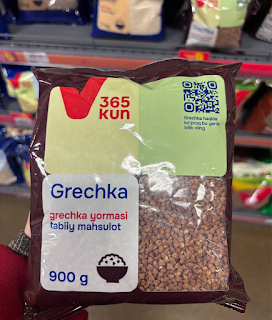 365
KUN
Grechka haqida
ko'proq bu yerda
bilib oling
Grechka
grechka yormasi
tabiiy mahsulot
900 g